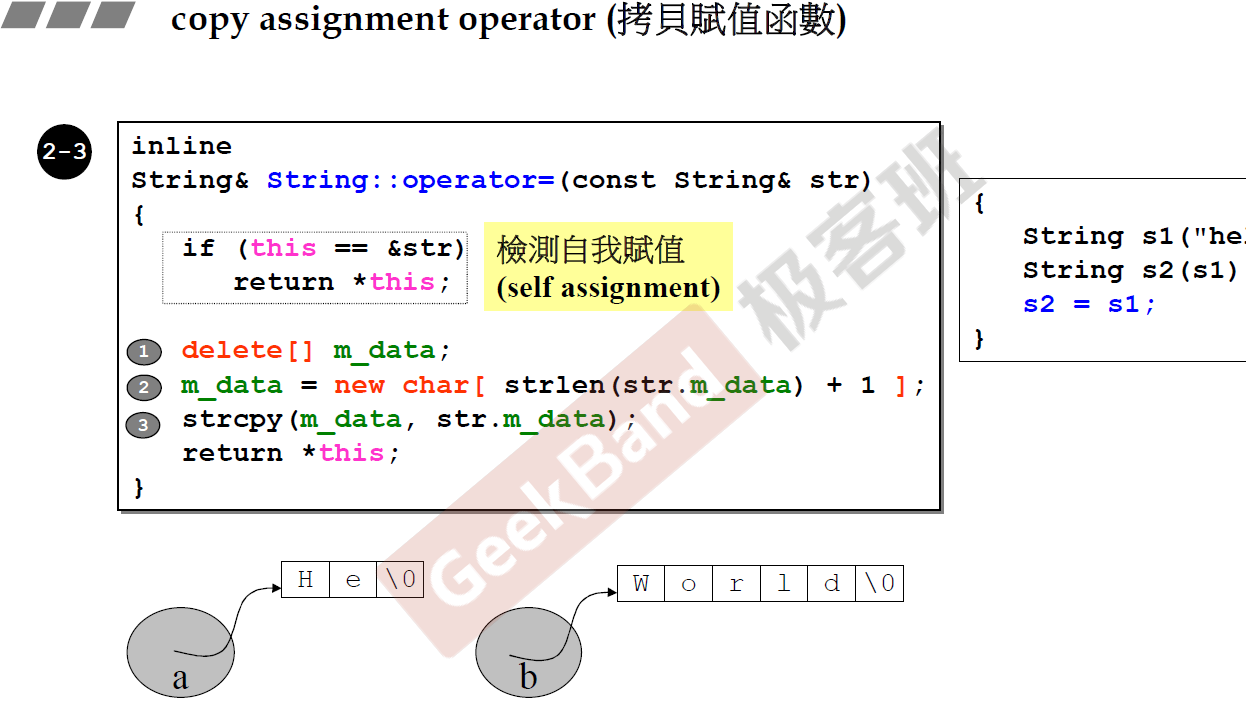 copy assignment operator (拷貝賦值函數)
2-3
inline
String& String::operator=(const String& str)
{
if (this == &str)
return *this;
檢測自我賦值
(self assignment)
1 delete[] m_data;
2 m_data = new char[ strlen(str.m_data) + 1 ];
3 strcpy(m_data, str.m_data);
return *this;
}
{
String s1("hel
String s2(s1)
s2 = s1;
}
GeekBand 极客班
H e \0
W o r l d \0
a
b